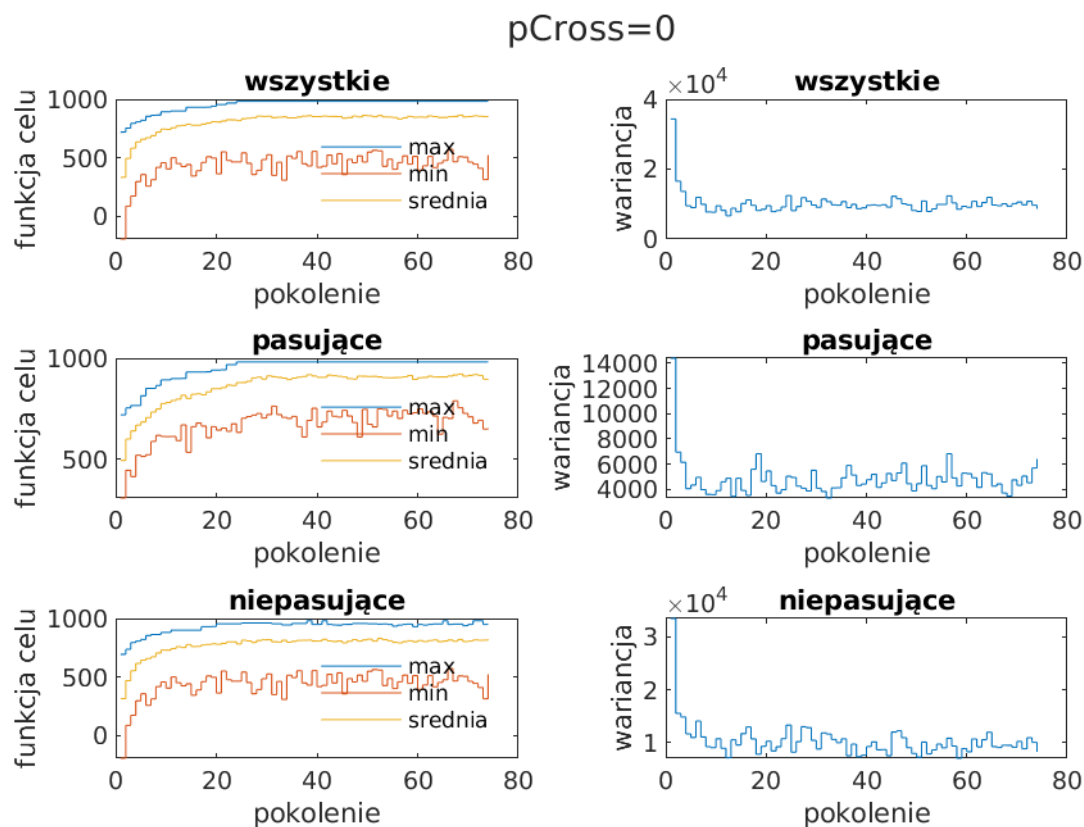 pCross=0
wszystkie
funkcja celu
1000
500
0
max
min
srednia
0 20 40 60 80
pokolenie
wszystkie
×10^4
wariancja
4
2
0
0 20 40 60 80
pokolenie
pasujące
funkcja celu
1000
500
max
min
srednia
0 20 40 60 80
pokolenie
pasujące
wariancja
14000
12000
10000
8000
6000
4000
0 20 40 60 80
pokolenie
niepasujące
funkcja celu
1000
500
0
max
min
srednia
0 20 40 60 80
pokolenie
niepasujące
×10^4
wariancja
3
2
1
0 20 40 60 80
pokolenie